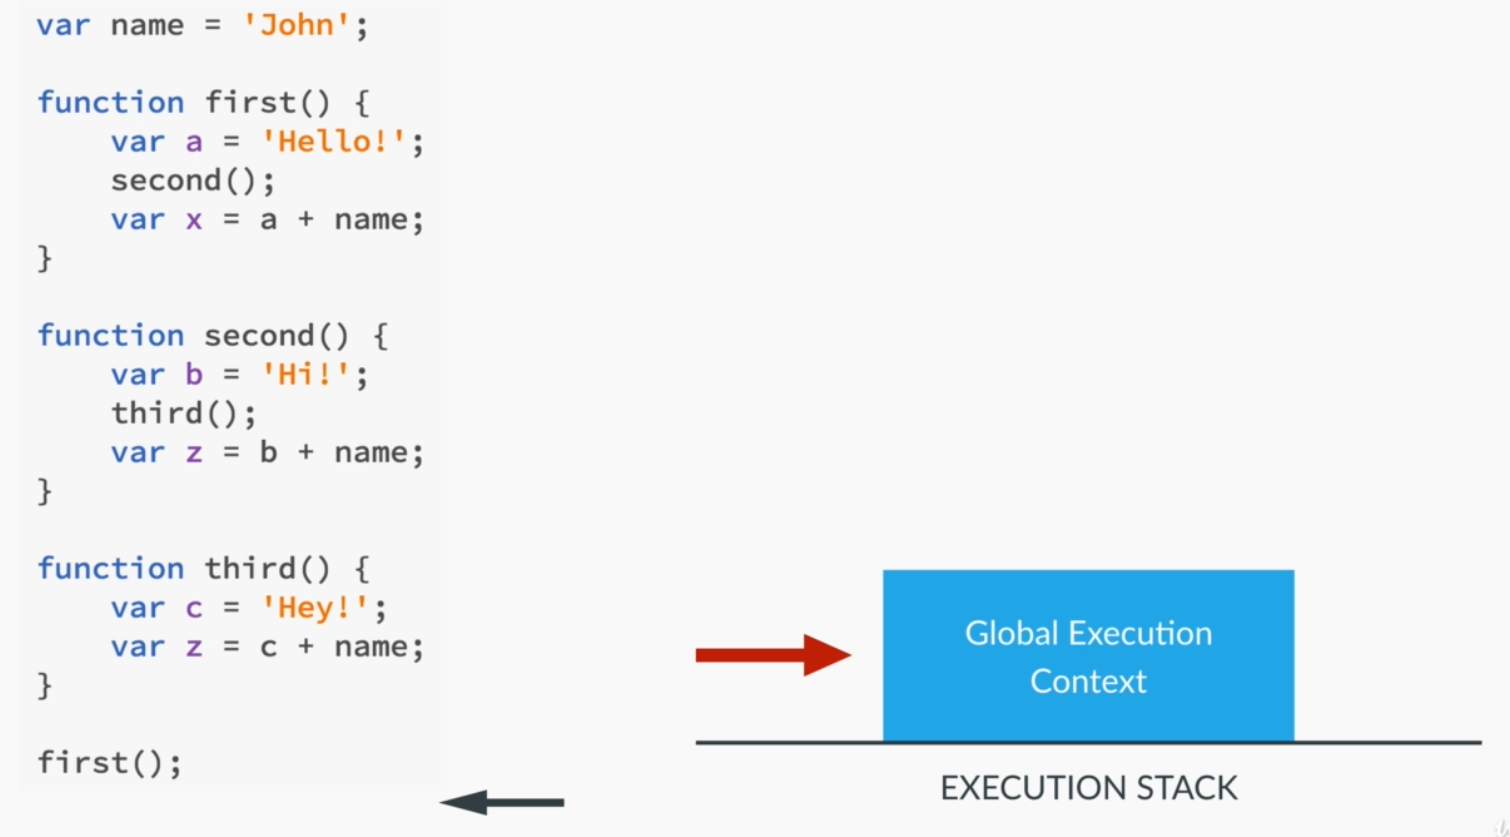 var name = 'John';
function first() {
    var a = 'Hello!';
    second();
    var x = a + name;
}
function second() {
    var b = 'Hi!';
    third();
    var z = b + name;
}
function third() {
    var c = 'Hey!';
    var z = c + name;
}
first();
Global Execution
Context
EXECUTION STACK